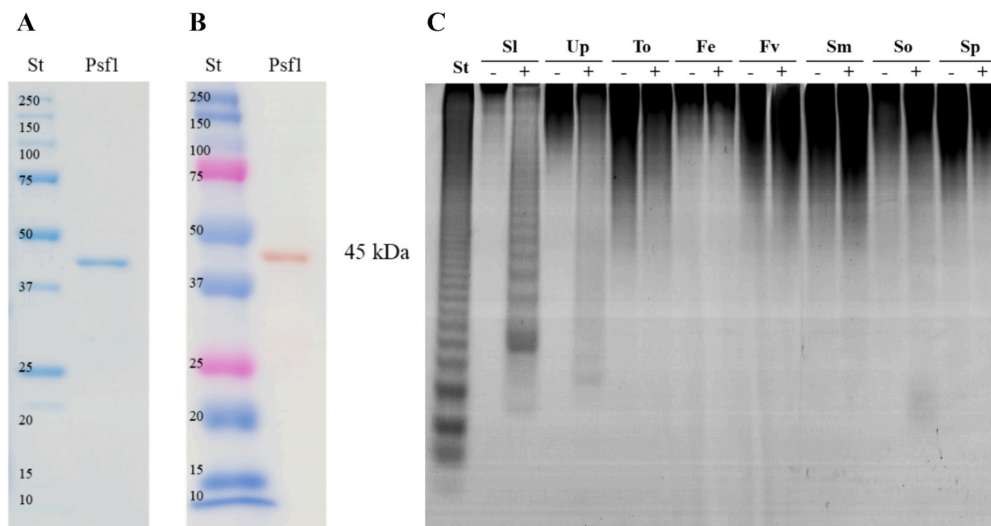 A
St Psf1
250
150
100
75
50
37
25
20
15
10
B
St Psf1
250
150
100
75
50
37
25
20
15
10
45 kDa
C
Sl Up To Fe Fv Sm So Sp
St - + - + - + - + - + - + - + - +